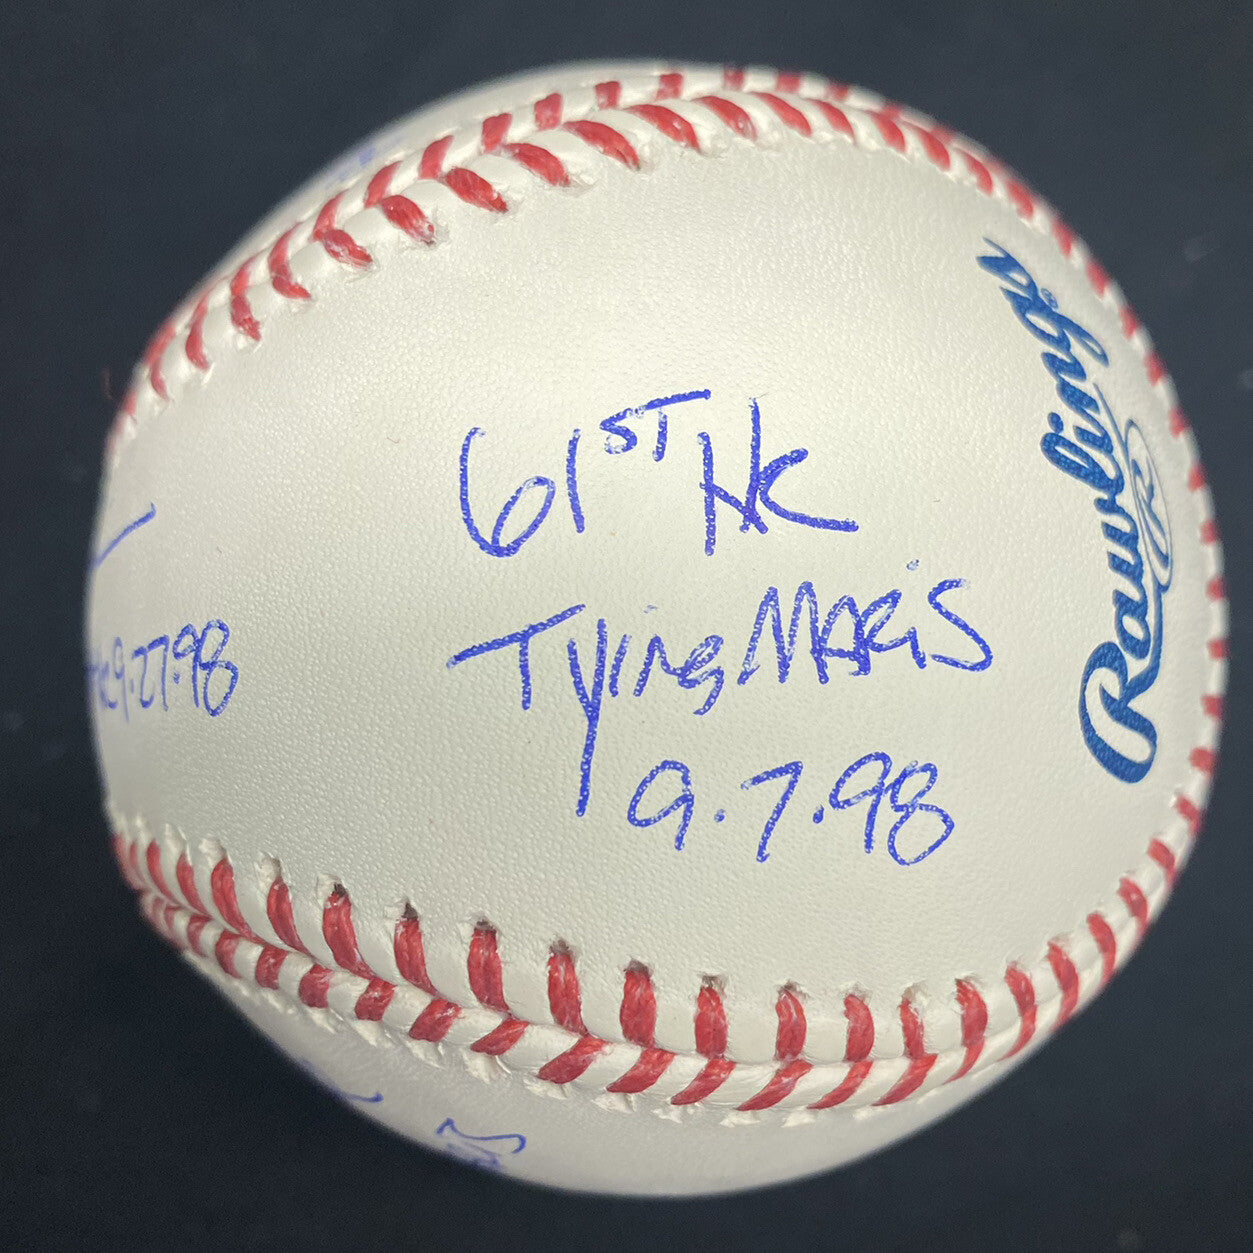 61ST HR
Tying MARiS
9.7.98
9.27.98
Rawlings
R